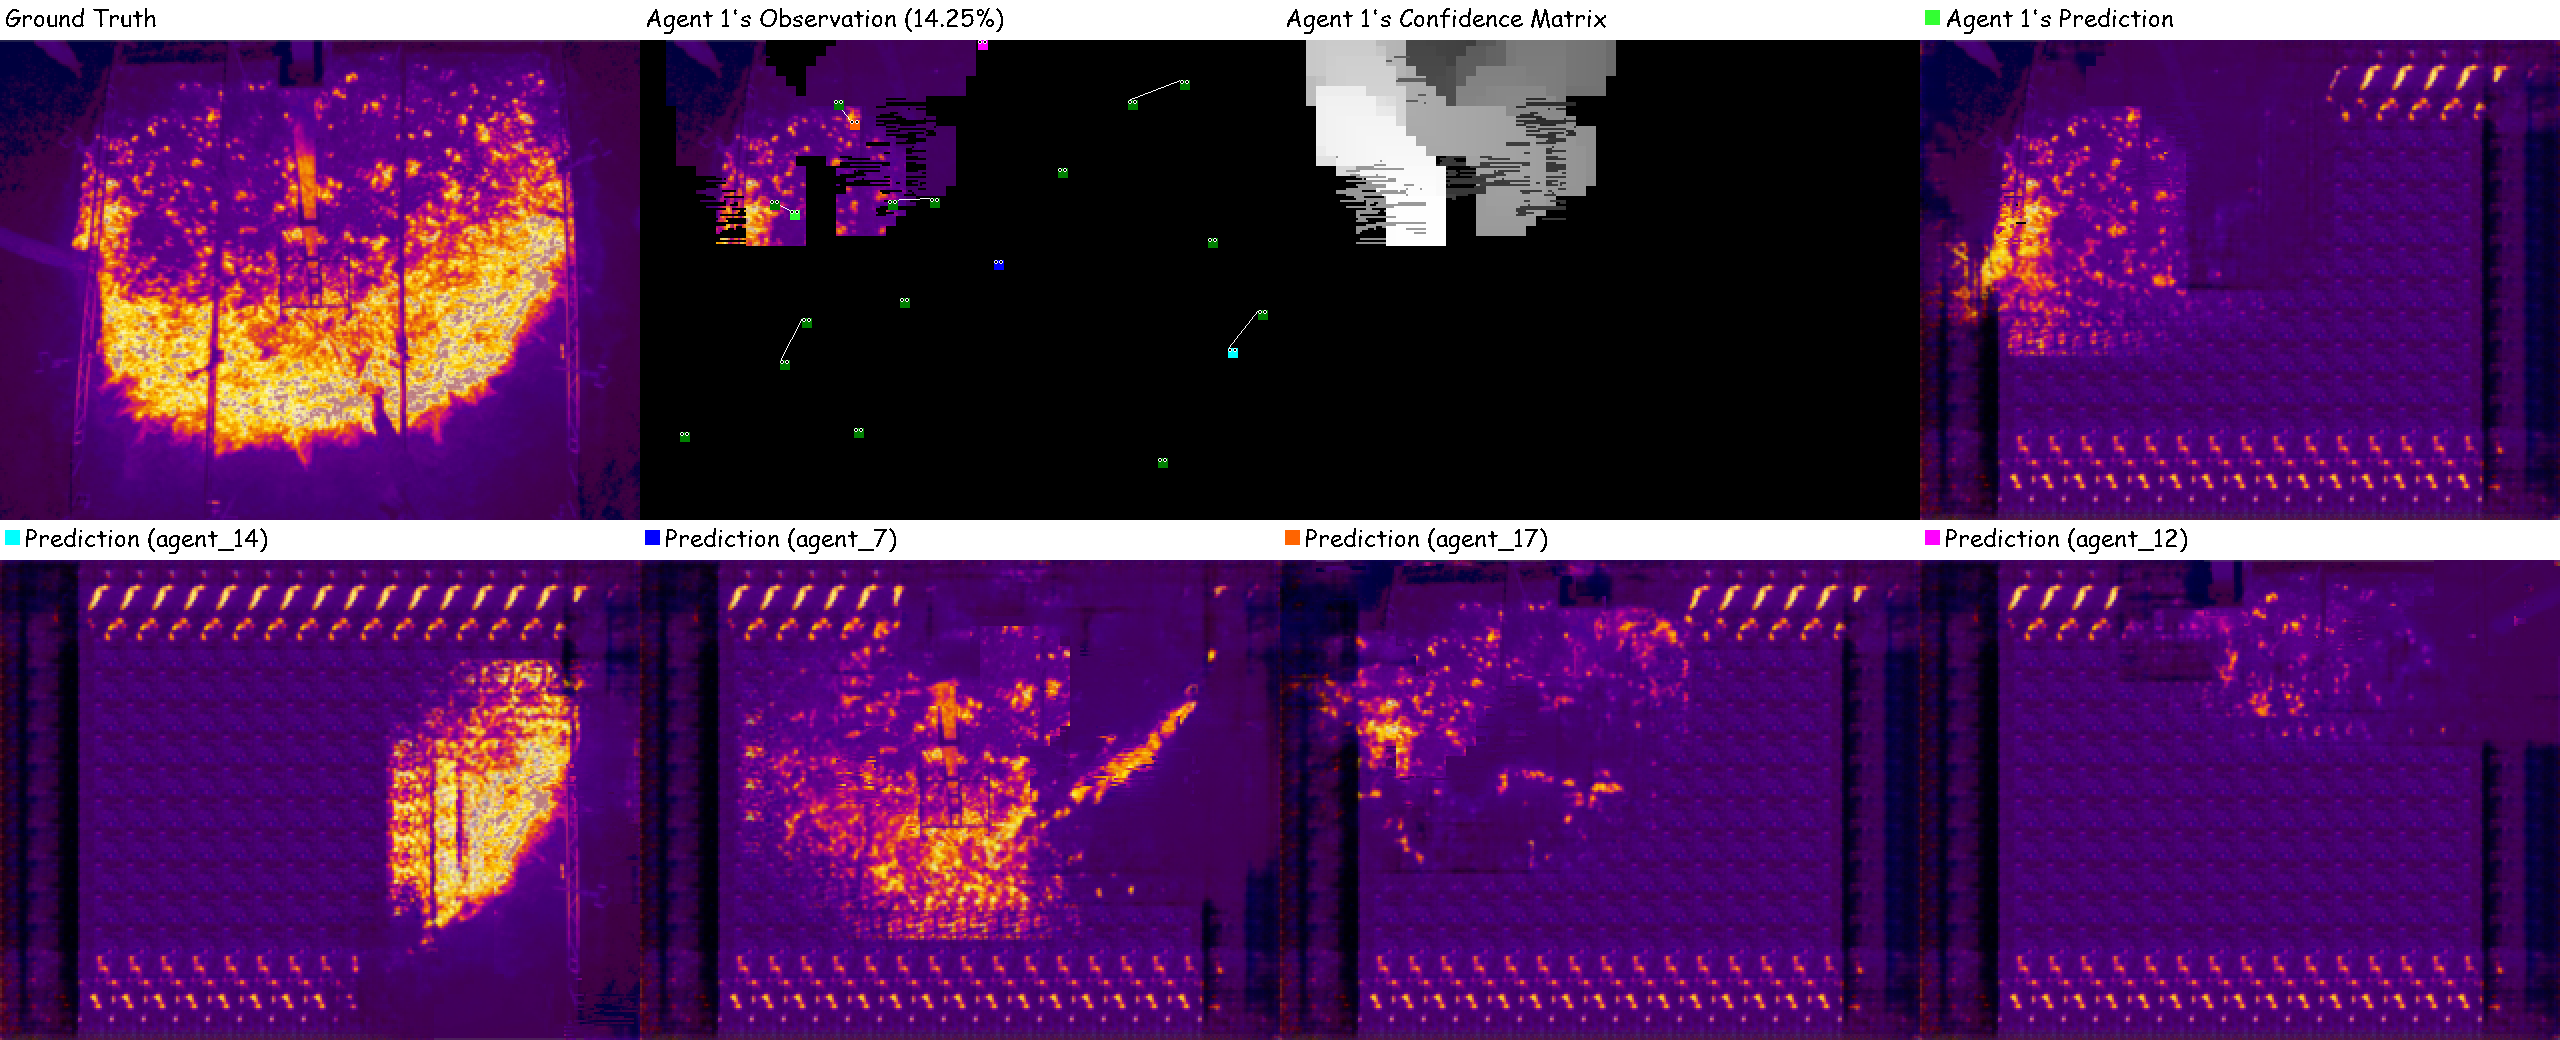 Ground Truth
Agent 1's Observation (14.25%)
Agent 1's Confidence Matrix
Agent 1's Prediction
Prediction (agent_14)
Prediction (agent_7)
Prediction (agent_17)
Prediction (agent_12)